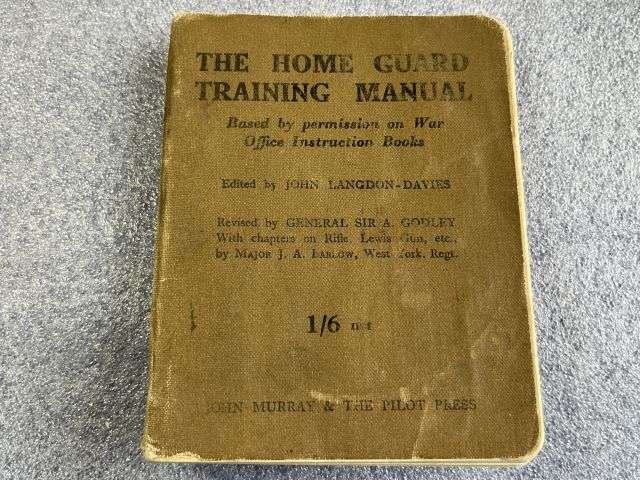 THE HOME GUARD
TRAINING MANUAL
Based by permission on War
Office Instruction Books
Edited by JOHN LANGDON-DAVIES
Revised by GENERAL SIR A. GODLEY
With chapters on Rifle, Lewis Gun, etc.,
by MAJOR J. A. BARLOW, West York. Regt.
1/6 net
JOHN MURRAY & THE PILOT PRESS